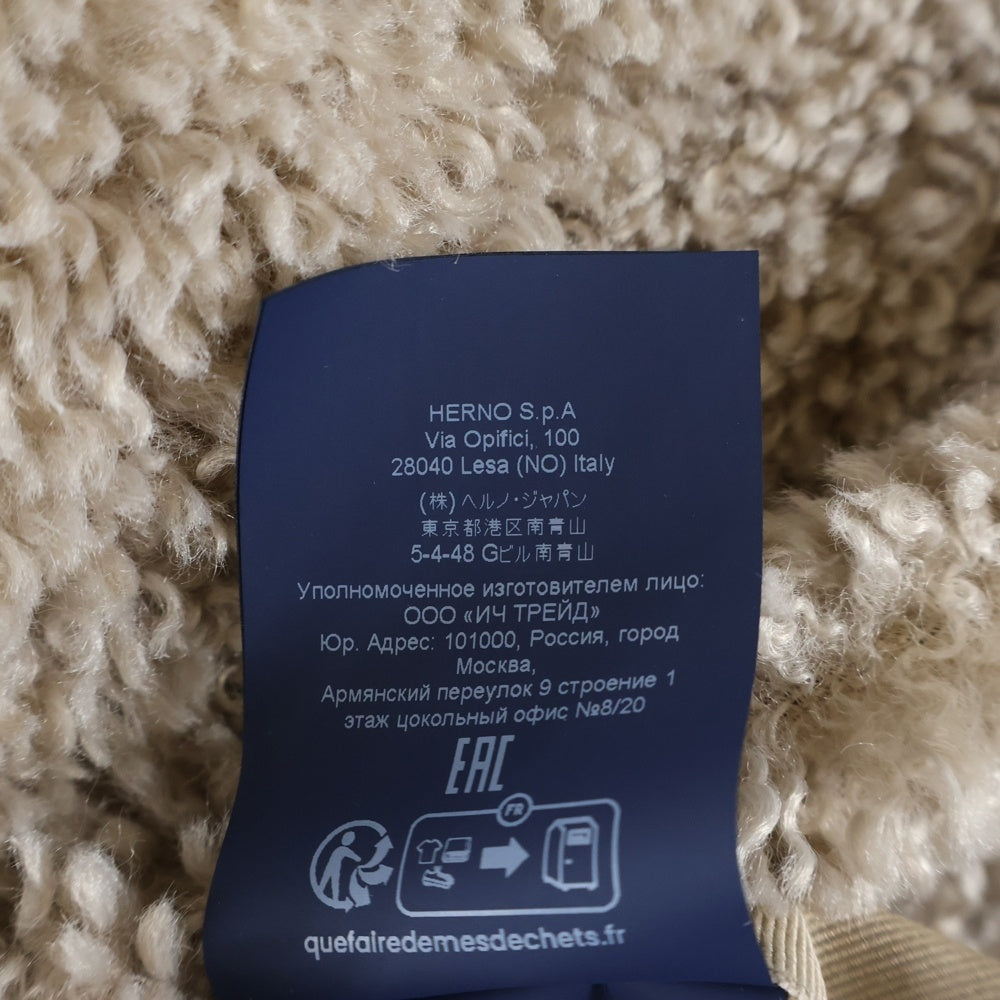 HERNO S.p.A
Via Opifici, 100
28040 Lesa (NO) Italy
(株) ヘルノ・ジャパン
東京都港区南青山
5-4-48 Gビル南青山
Уполномоченное изготовителем лицо:
ООО «ИЧ ТРЕЙД»
Юр. Адрес: 101000, Россия, город
Москва,
Армянский переулок 9 строение 1
этаж цокольный офис №8/20
EAC
FR
quefairedemesdechets.fr